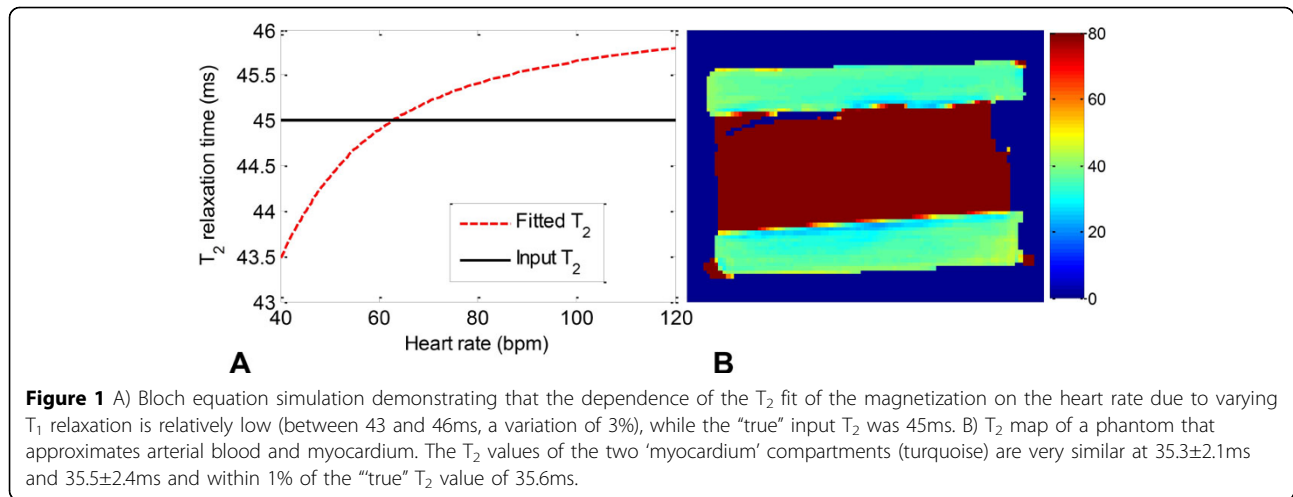 46
45.5
45
44.5
44
43.5
43
T2 relaxation time (ms)
Fitted T2
Input T2
40
60
80
100
120
Heart rate (bpm)
A
80
60
40
20
0
B
Figure 1 A) Bloch equation simulation demonstrating that the dependence of the T2 fit of the magnetization on the heart rate due to varying
T1 relaxation is relatively low (between 43 and 46ms, a variation of 3%), while the "true" input T2 was 45ms. B) T2 map of a phantom that
approximates arterial blood and myocardium. The T2 values of the two 'myocardium' compartments (turquoise) are very similar at 35.3±2.1ms
and 35.5±2.4ms and within 1% of the "'true" T2 value of 35.6ms.